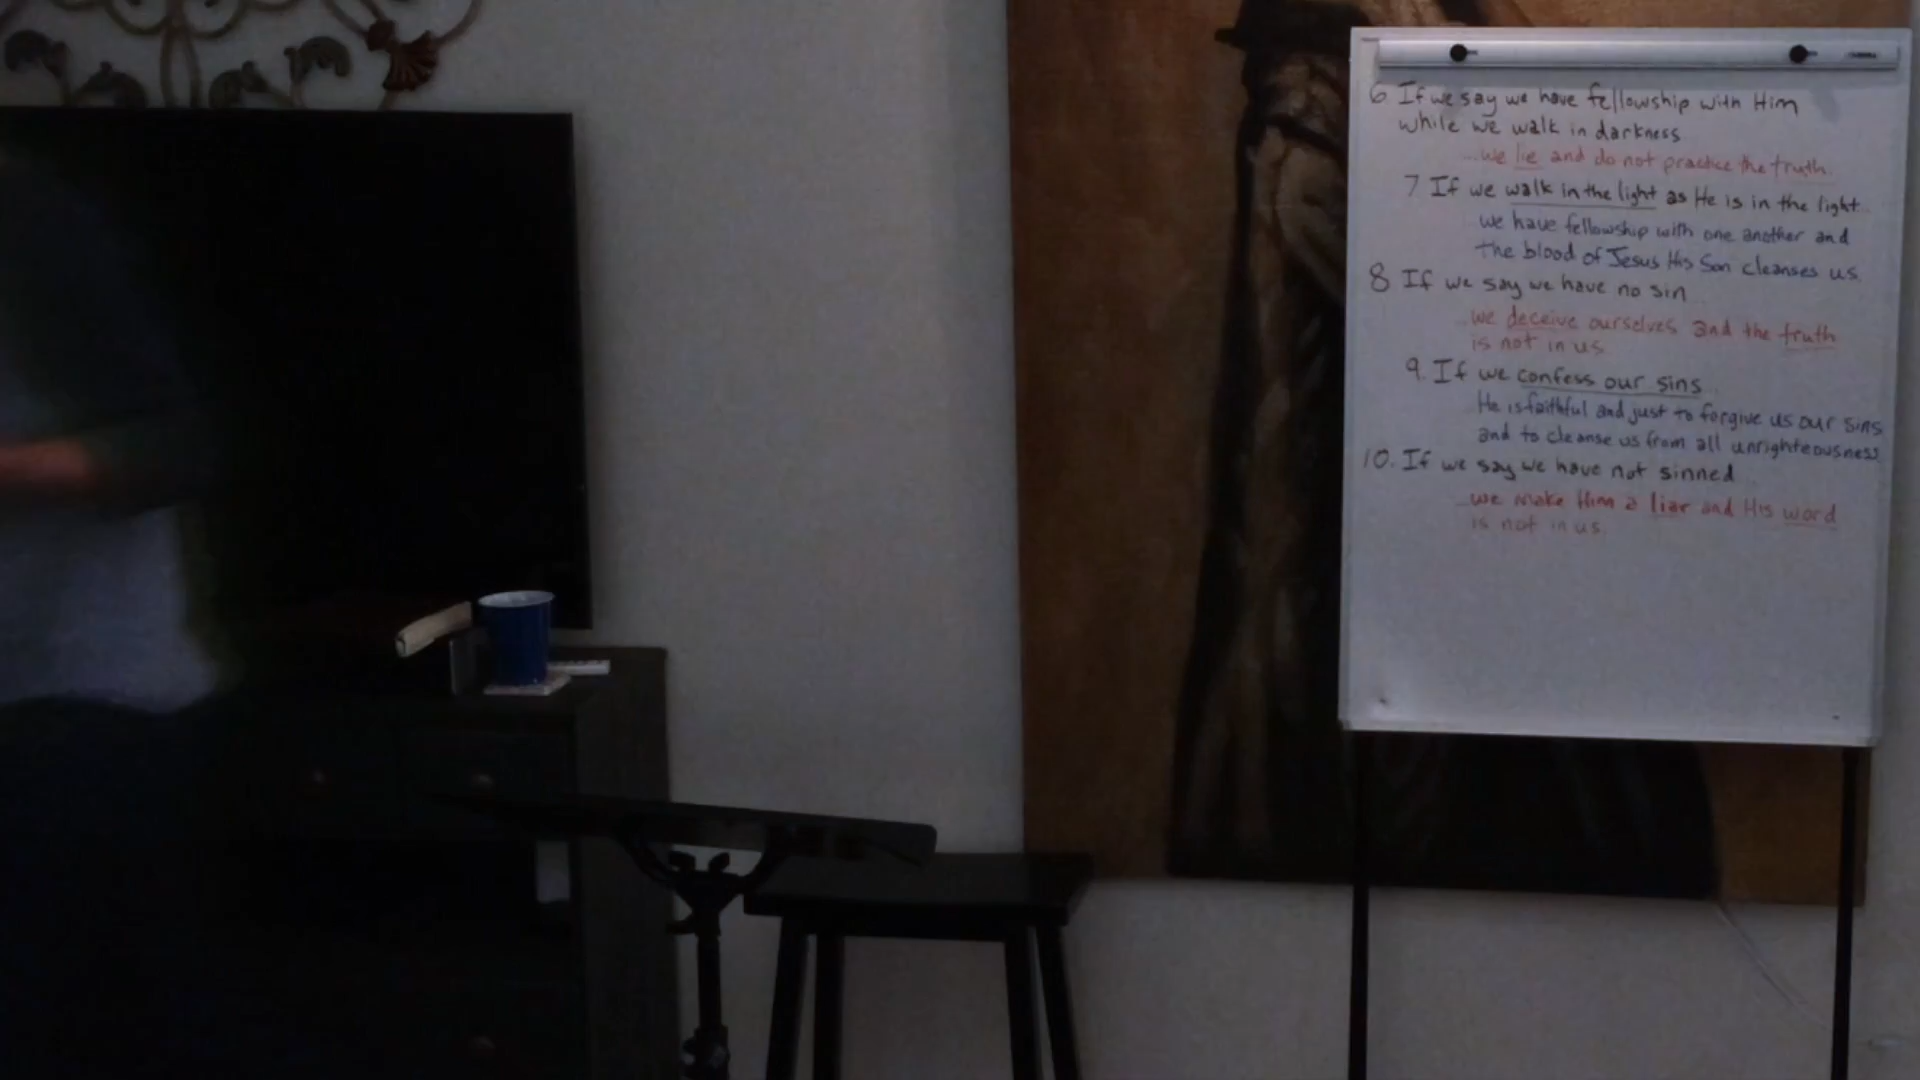 6 If we say we have fellowship with Him
while we walk in darkness
...we lie and do not practice the truth.
7 If we walk in the light as He is in the light
we have fellowship with one another and
the blood of Jesus His Son cleanses us
8 If we say we have no sin
...we deceive ourselves and the truth
is not in us.
9. If we confess our sins
He is faithful and just to forgive us our sins
and to cleanse us from all unrighteousness
10. If we say we have not sinned
...we make Him a liar and His word
is not in us.